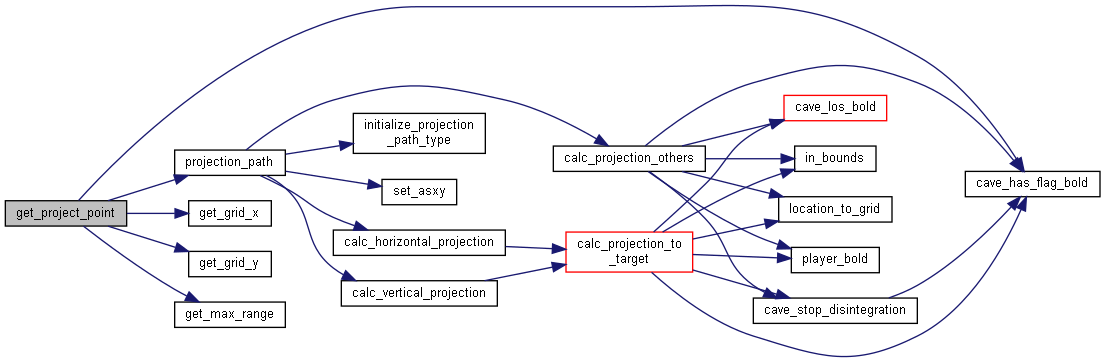 get_project_point
projection_path
get_grid_x
get_grid_y
get_max_range
initialize_projection
_path_type
set_asxy
calc_horizontal_projection
calc_vertical_projection
calc_projection_others
calc_projection_to
_target
cave_los_bold
in_bounds
location_to_grid
player_bold
cave_stop_disintegration
cave_has_flag_bold